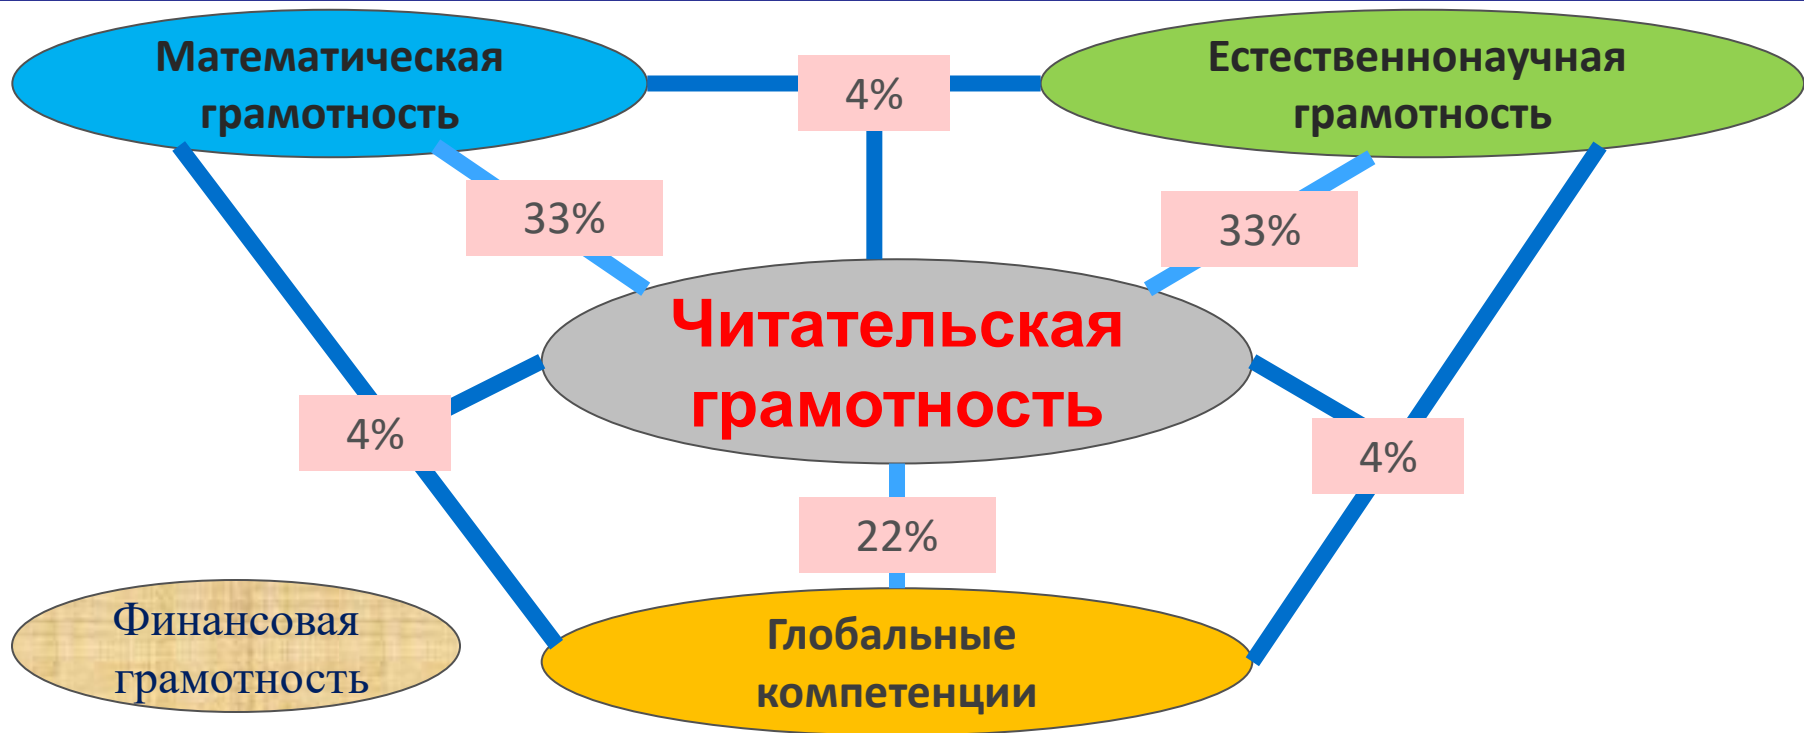 Математическая
грамотность
4%
Естественнонаучная
грамотность
33%
33%
Читательская
грамотность
4%
4%
22%
Финансовая
грамотность
Глобальные
компетенции